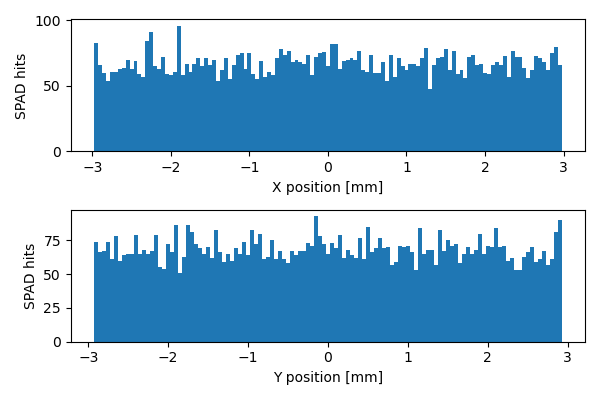 100
50
0
SPAD hits
−3 −2 −1 0 1 2 3
X position [mm]
75
50
25
0
SPAD hits
−3 −2 −1 0 1 2 3
Y position [mm]